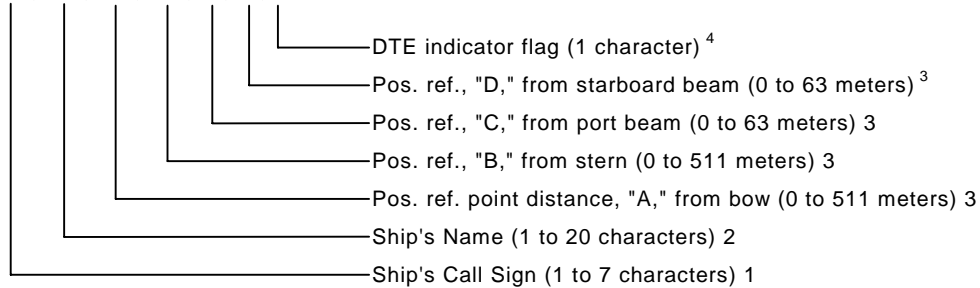 DTE indicator flag (1 character) 4
Pos. ref., "D," from starboard beam (0 to 63 meters) 3
Pos. ref., "C," from port beam (0 to 63 meters) 3
Pos. ref., "B," from stern (0 to 511 meters) 3
Pos. ref. point distance, "A," from bow (0 to 511 meters) 3
Ship's Name (1 to 20 characters) 2
Ship's Call Sign (1 to 7 characters) 1